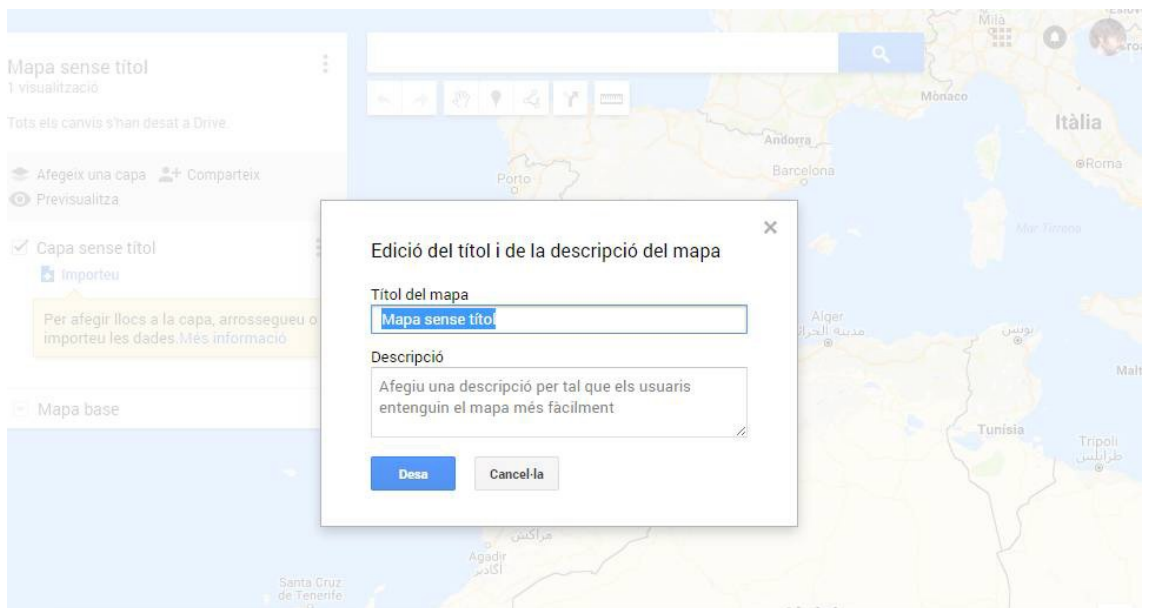 Mapa sense títol
1 visualització
Tots els canvis s'han desat a Drive.
Afegeix una capa Comparteix
Previsualitza
Capa sense títol
Importeu
Per afegir llocs a la capa, arrossegueu o
importeu les dades.Més informació
Mapa base
Edició del títol i de la descripció del mapa
Títol del mapa
Mapa sense títol
Descripció
Afegiu una descripció per tal que els usuaris
entenguin el mapa més fàcilment
Desa Cancel·la
Milà
Mònaco
Itàlia
Andorra
Roma
Barcelona
Porto
Mar Tirrena
Alger
مدينة الجزائر
تونس
Tunísia
Trípoli
طرابلس
مراكش
Agadir
أكادير
Santa Cruz
de Tenerife